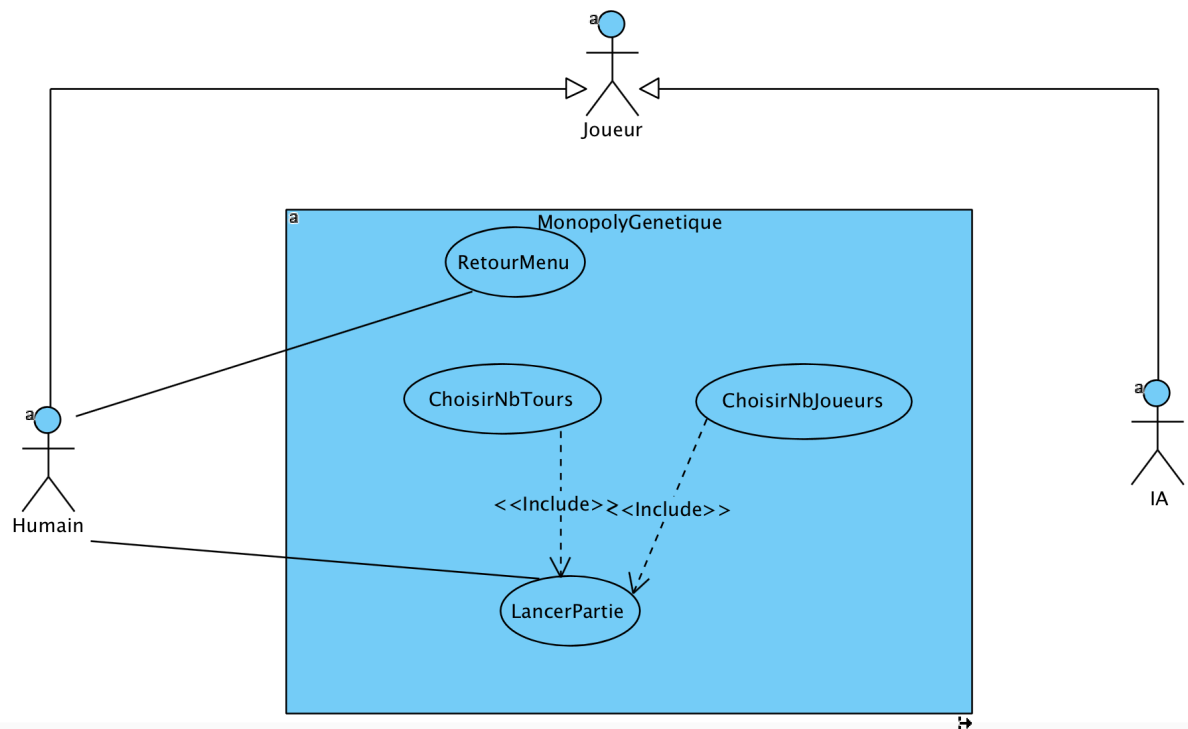 a
Joueur
a
MonopolyGenetique
RetourMenu
ChoisirNbTours
ChoisirNbJoueurs
a
a
<<Include>>
<<Include>>
IA
Humain
LancerPartie